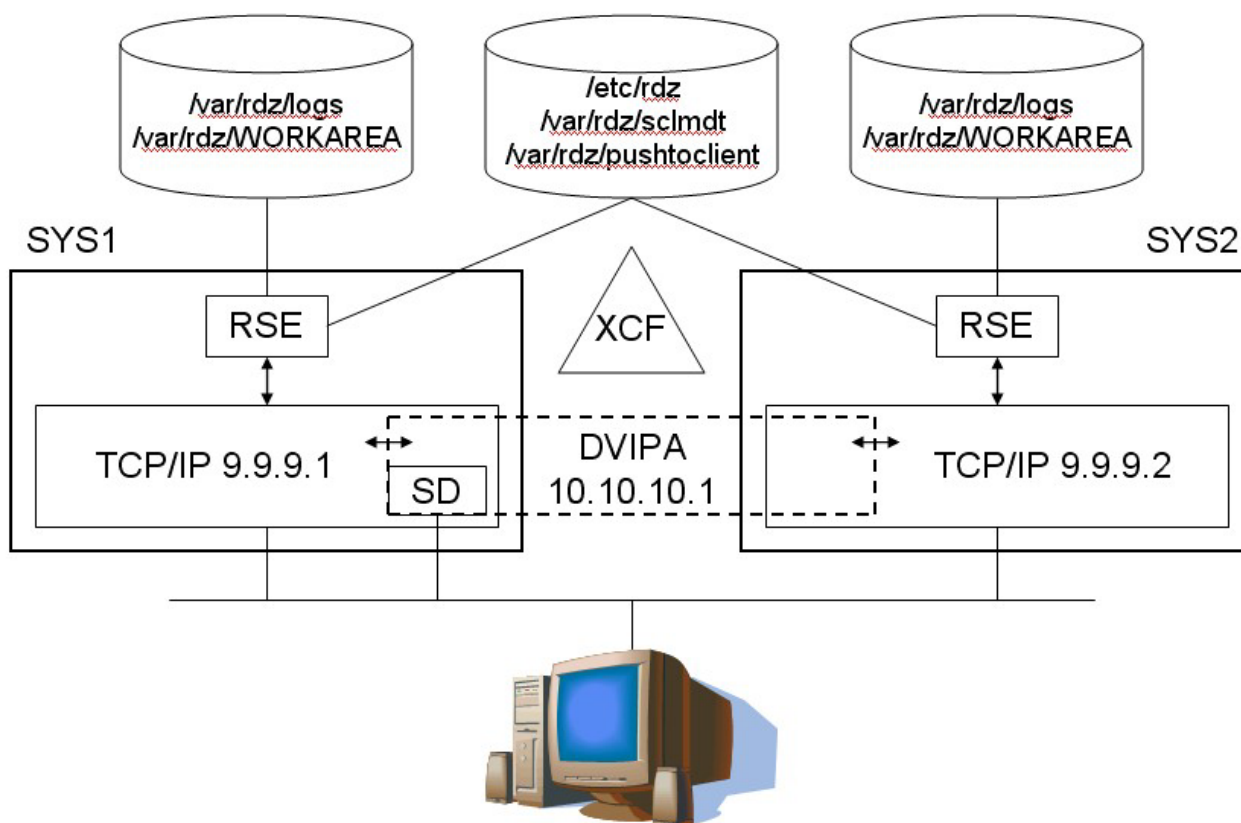 /var/rdz/logs
/var/rdz/WORKAREA
/etc/rdz
/var/rdz/sclmdt
/var/rdz/pushtoclient
/var/rdz/logs
/var/rdz/WORKAREA
SYS1
SYS2
RSE
XCF
RSE
TCP/IP 9.9.9.1
SD
DVIPA
10.10.10.1
TCP/IP 9.9.9.2